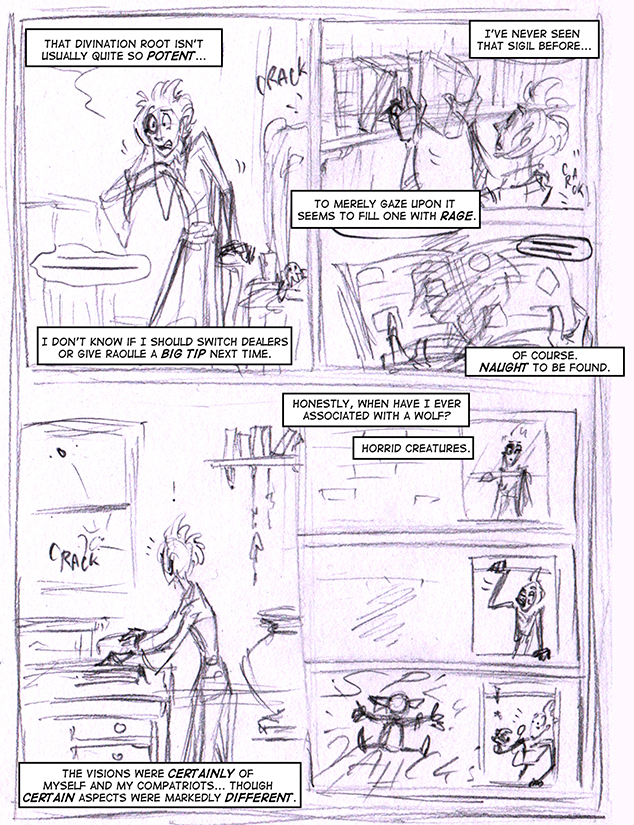 THAT DIVINATION ROOT ISN'T
USUALLY QUITE SO POTENT...
CRACK
I DON'T KNOW IF I SHOULD SWITCH DEALERS
OR GIVE RAOULE A BIG TIP NEXT TIME.
I'VE NEVER SEEN
THAT SIGIL BEFORE...
CRACK
TO MERELY GAZE UPON IT
SEEMS TO FILL ONE WITH RAGE.
OF COURSE.
NAUGHT TO BE FOUND.
CRACK
THE VISIONS WERE CERTAINLY OF
MYSELF AND MY COMPATRIOTS... THOUGH
CERTAIN ASPECTS WERE MARKEDLY DIFFERENT.
HONESTLY, WHEN HAVE I EVER
ASSOCIATED WITH A WOLF?
HORRID CREATURES.